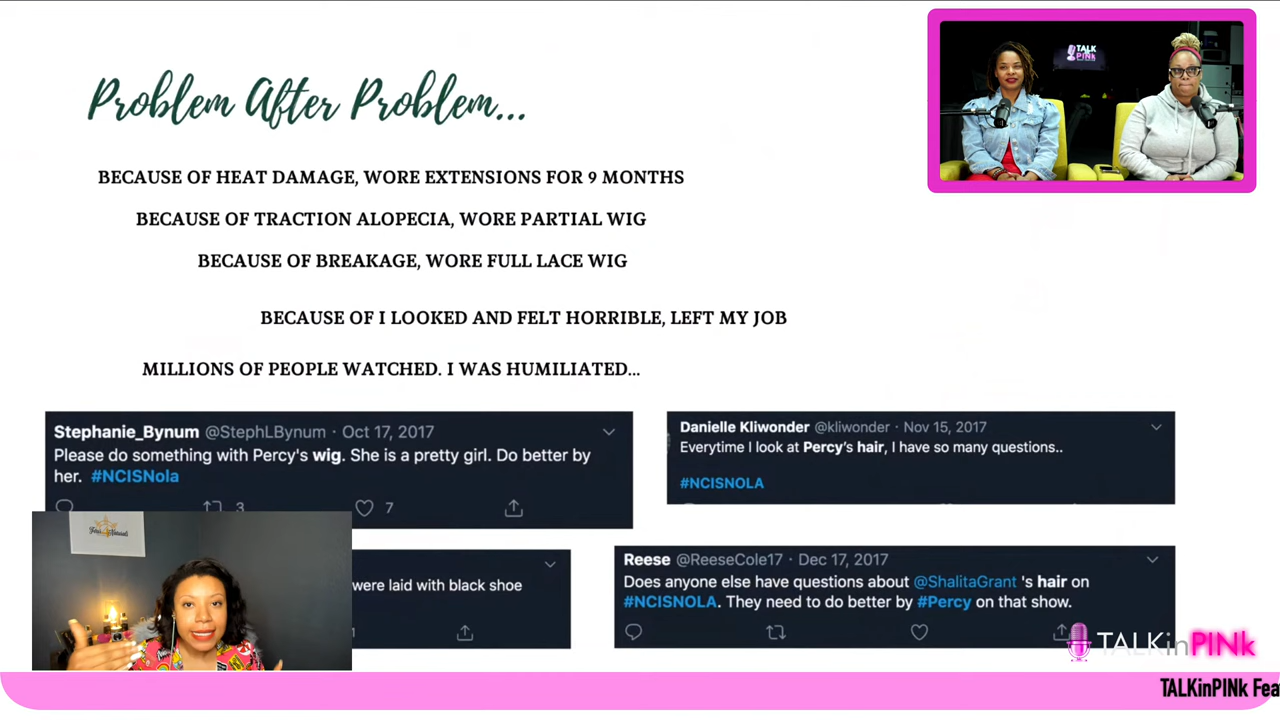 TALK
in PINk
Problem After Problem...
BECAUSE OF HEAT DAMAGE, WORE EXTENSIONS FOR 9 MONTHS
BECAUSE OF TRACTION ALOPECIA, WORE PARTIAL WIG
BECAUSE OF BREAKAGE, WORE FULL LACE WIG
BECAUSE OF I LOOKED AND FELT HORRIBLE, LEFT MY JOB
MILLIONS OF PEOPLE WATCHED. I WAS HUMILIATED...
Stephanie_Bynum @StephLBynum · Oct 17, 2017
Please do something with Percy's wig. She is a pretty girl. Do better by
her. #NCISNola
3 7
Danielle Kliwonder @kliwonder · Nov 15, 2017
Everytime I look at Percy's hair, I have so many questions..
#NCISNOLA
were laid with black shoe
1
Reese @ReeseCole17 · Dec 17, 2017
Does anyone else have questions about @ShalitaGrant 's hair on
#NCISNOLA. They need to do better by #Percy on that show.
TALKinPINk
TALKinPINk Fea